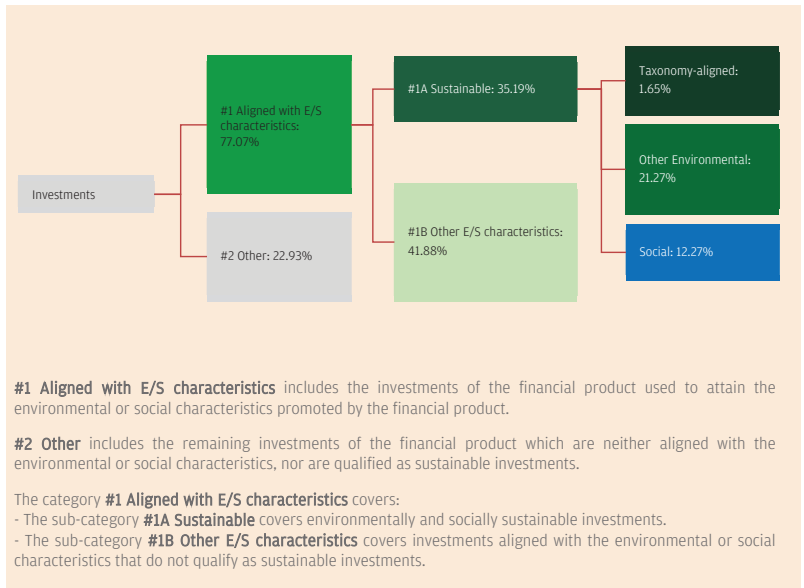 Investments
#1 Aligned with E/S
characteristics:
77.07%
#2 Other: 22.93%
#1A Sustainable: 35.19%
#1B Other E/S characteristics:
41.88%
Taxonomy-aligned:
1.65%
Other Environmental:
21.27%
Social: 12.27%
#1 Aligned with E/S characteristics includes the investments of the financial product used to attain the
environmental or social characteristics promoted by the financial product.
#2 Other includes the remaining investments of the financial product which are neither aligned with the
environmental or social characteristics, nor are qualified as sustainable investments.
The category #1 Aligned with E/S characteristics covers:
- The sub-category #1A Sustainable covers environmentally and socially sustainable investments.
- The sub-category #1B Other E/S characteristics covers investments aligned with the environmental or social
characteristics that do not qualify as sustainable investments.